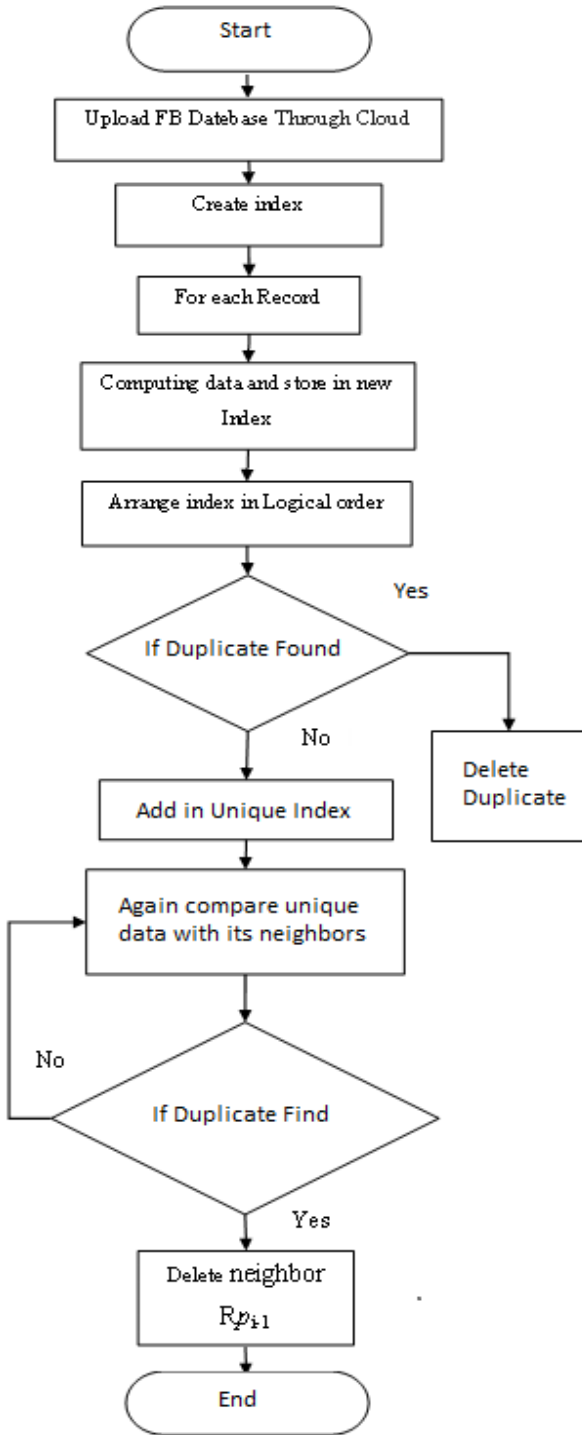 Start
Upload FB Datebase Through Cloud
Create index
For each Record
Computing data and store in new
Index
Arrange index in Logical order
Yes
If Duplicate Found
No
Delete
Duplicate
Add in Unique Index
Again compare unique
data with its neighbors
No
If Duplicate Find
Yes
Delete neighbor
Rp_{i-1}
End